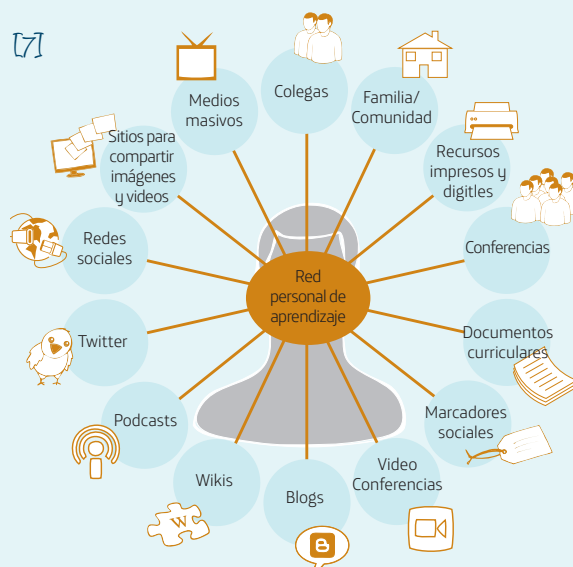 [7]
Colegas
Familia/
Comunidad
Recursos
impresos y
digitles
Conferencias
Documentos
curriculares
Marcadores
sociales
Video
Conferencias
Blogs
Wikis
W
Podcasts
Twitter
Redes
sociales
Sitios para
compartir
imágenes
y videos
Medios
masivos
Red
personal de
aprendizaje